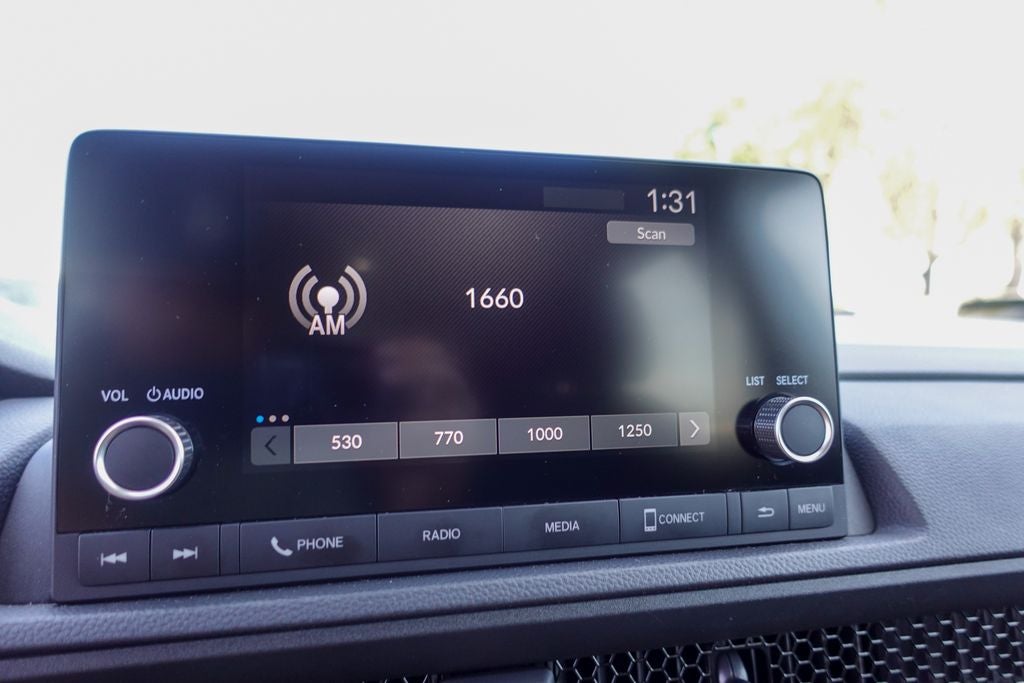 1:31
Scan
AM
1660
VOL AUDIO
LIST SELECT
530 770 1000 1250
PHONE RADIO MEDIA CONNECT MENU